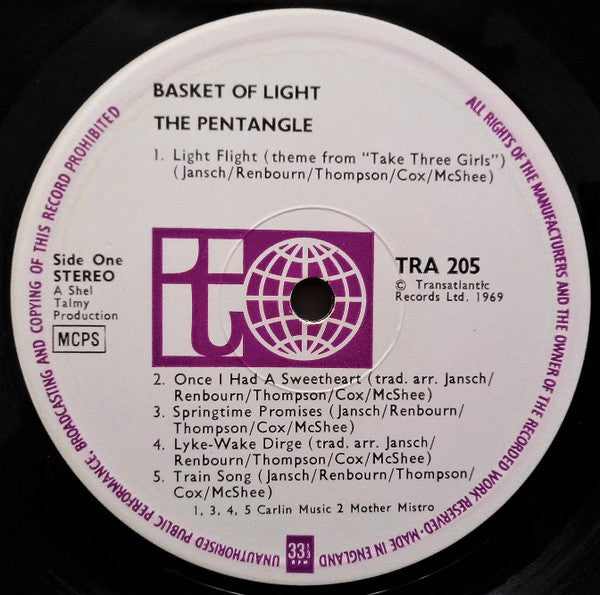 BASKET OF LIGHT
THE PENTANGLE
1. Light Flight (theme from "Take Three Girls")
(Jansch/Renbourn/Thompson/Cox/McShee)
Side One
STEREO
A Shel
Talmy
Production
MCPS
it
TRA 205
© Transatlantic
Records Ltd. 1969
2. Once I Had A Sweetheart (trad. arr. Jansch/
Renbourn/Thompson/Cox/McShee)
3. Springtime Promises (Jansch/Renbourn/
Thompson/Cox/McShee)
4. Lyke-Wake Dirge (trad. arr. Jansch/
Renbourn/Thompson/Cox/McShee)
5. Train Song (Jansch/Renbourn/Thompson/
Cox/McShee)
1, 3, 4, 5 Carlin Music 2 Mother Mistro
33⅓
RPM
ALL RIGHTS OF THE MANUFACTURERS AND THE OWNER OF THE RECORDED WORK RESERVED · MADE IN ENGLAND
UNAUTHORISED PUBLIC PERFORMANCE, BROADCASTING AND COPYING OF THIS RECORD PROHIBITED